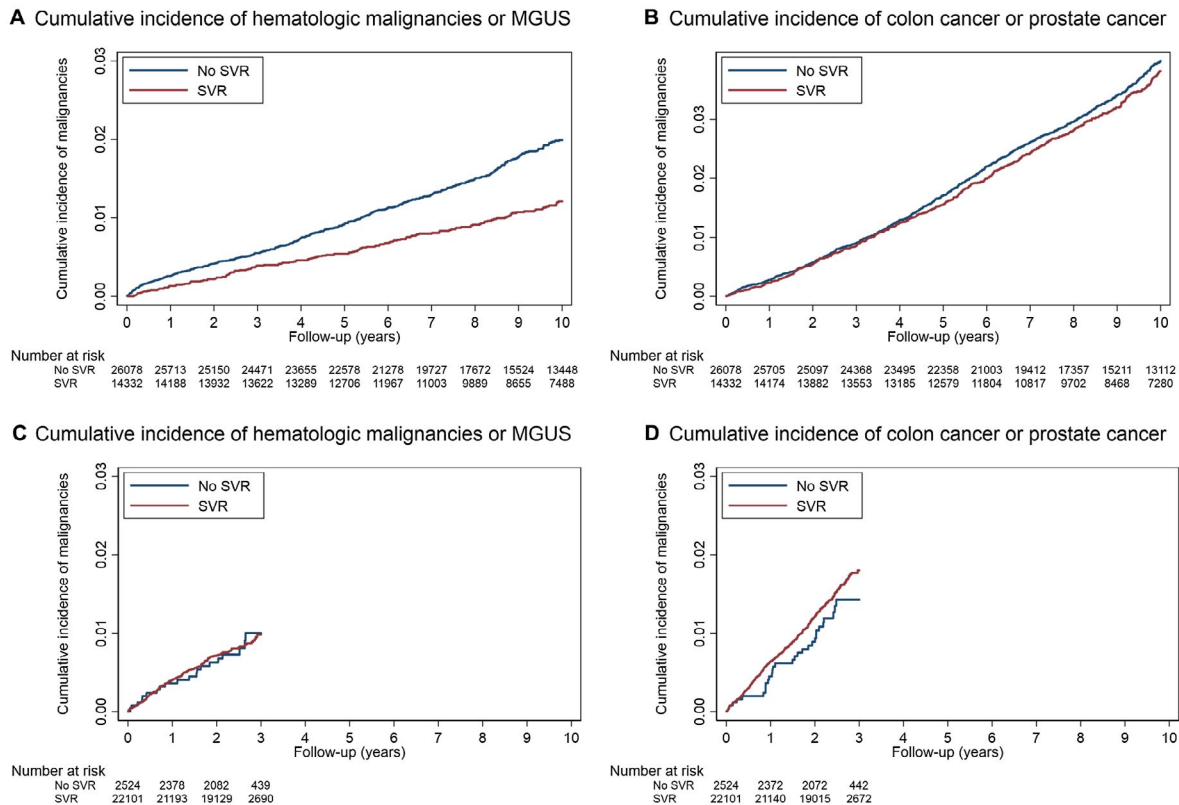 A Cumulative incidence of hematologic malignancies or MGUS
Cumulative incidence of malignancies
0.03
0.02
0.01
0.00
No SVR
SVR
0 1 2 3 4 5 6 7 8 9 10
Follow-up (years)
Number at risk
No SVR 26078 25713 25150 24471 23655 22578 21278 19727 17672 15524 13448
SVR 14332 14188 13932 13622 13289 12706 11967 11003 9889 8655 7488
B Cumulative incidence of colon cancer or prostate cancer
Cumulative incidence of malignancies
0.03
0.02
0.01
0.00
No SVR
SVR
0 1 2 3 4 5 6 7 8 9 10
Follow-up (years)
Number at risk
No SVR 26078 25705 25097 24368 23495 22358 21003 19412 17357 15211 13112
SVR 14332 14174 13882 13553 13185 12579 11804 10817 9702 8468 7280
C Cumulative incidence of hematologic malignancies or MGUS
Cumulative incidence of malignancies
0.03
0.02
0.01
0.00
No SVR
SVR
0 1 2 3 4 5 6 7 8 9 10
Follow-up (years)
Number at risk
No SVR 2524 2378 2082 439
SVR 22101 21193 19129 2690
D Cumulative incidence of colon cancer or prostate cancer
Cumulative incidence of malignancies
0.03
0.02
0.01
0.00
No SVR
SVR
0 1 2 3 4 5 6 7 8 9 10
Follow-up (years)
Number at risk
No SVR 2524 2372 2072 442
SVR 22101 21140 19015 2672